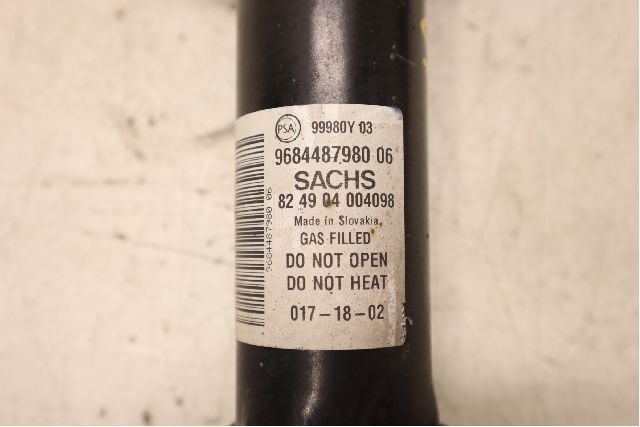 PSA 99980Y 03
9684487980 06
SACHS
82 49 04 004098
Made in Slovakia
GAS FILLED
DO NOT OPEN
DO NOT HEAT
017-18-02
9684487980 06